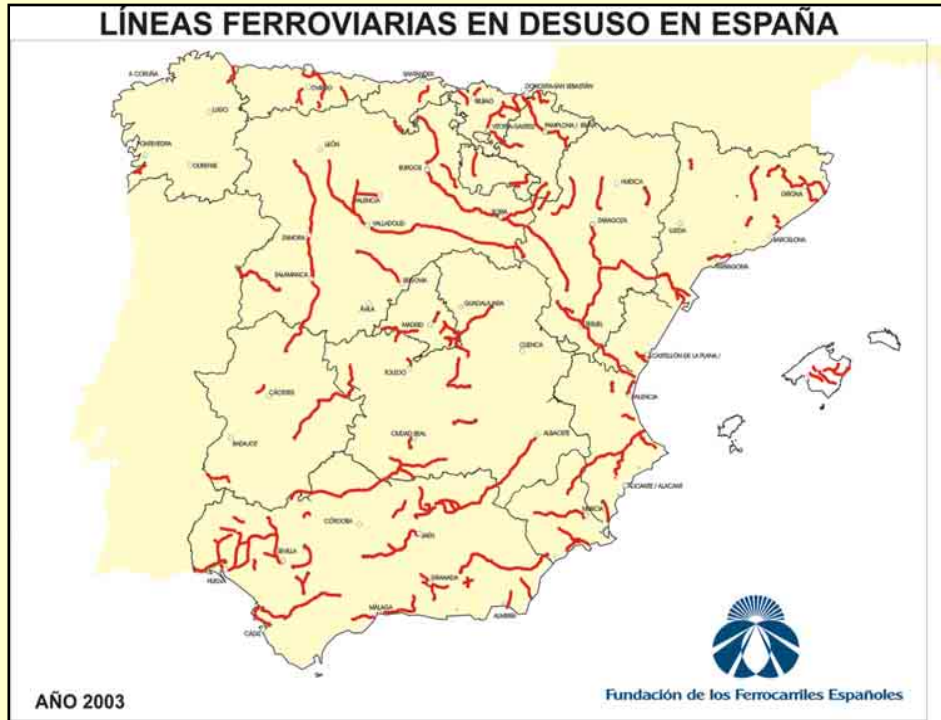 LÍNEAS FERROVIARIAS EN DESUSO EN ESPAÑA
A CORUÑA
SANTANDER
DONOSTIA-SAN SEBASTIÁN
OVIEDO
BILBAO
LUGO
VITORIA-GASTEIZ
PAMPLONA /
PONTEVEDRA
LEÓN
OURENSE
BURGOS
HUESCA
GIRONA
PALENCIA
SORIA
VALLADOLID
ZARAGOZA
LLEIDA
ZAMORA
BARCELONA
TARRAGONA
SALAMANCA
SEGOVIA
GUADALAJARA
ÁVILA
MADRID
TERUEL
CUENCA
CASTELLÓN DE LA PLANA /
TOLEDO
CÁCERES
VALENCIA
CIUDAD REAL
ALBACETE
BADAJOZ
ALICANTE / ALACANT
MURCIA
CÓRDOBA
JAÉN
SEVILLA
HUELVA
GRANADA
MÁLAGA
ALMERÍA
CÁDIZ
AÑO 2003
Fundación de los Ferrocarriles Españoles